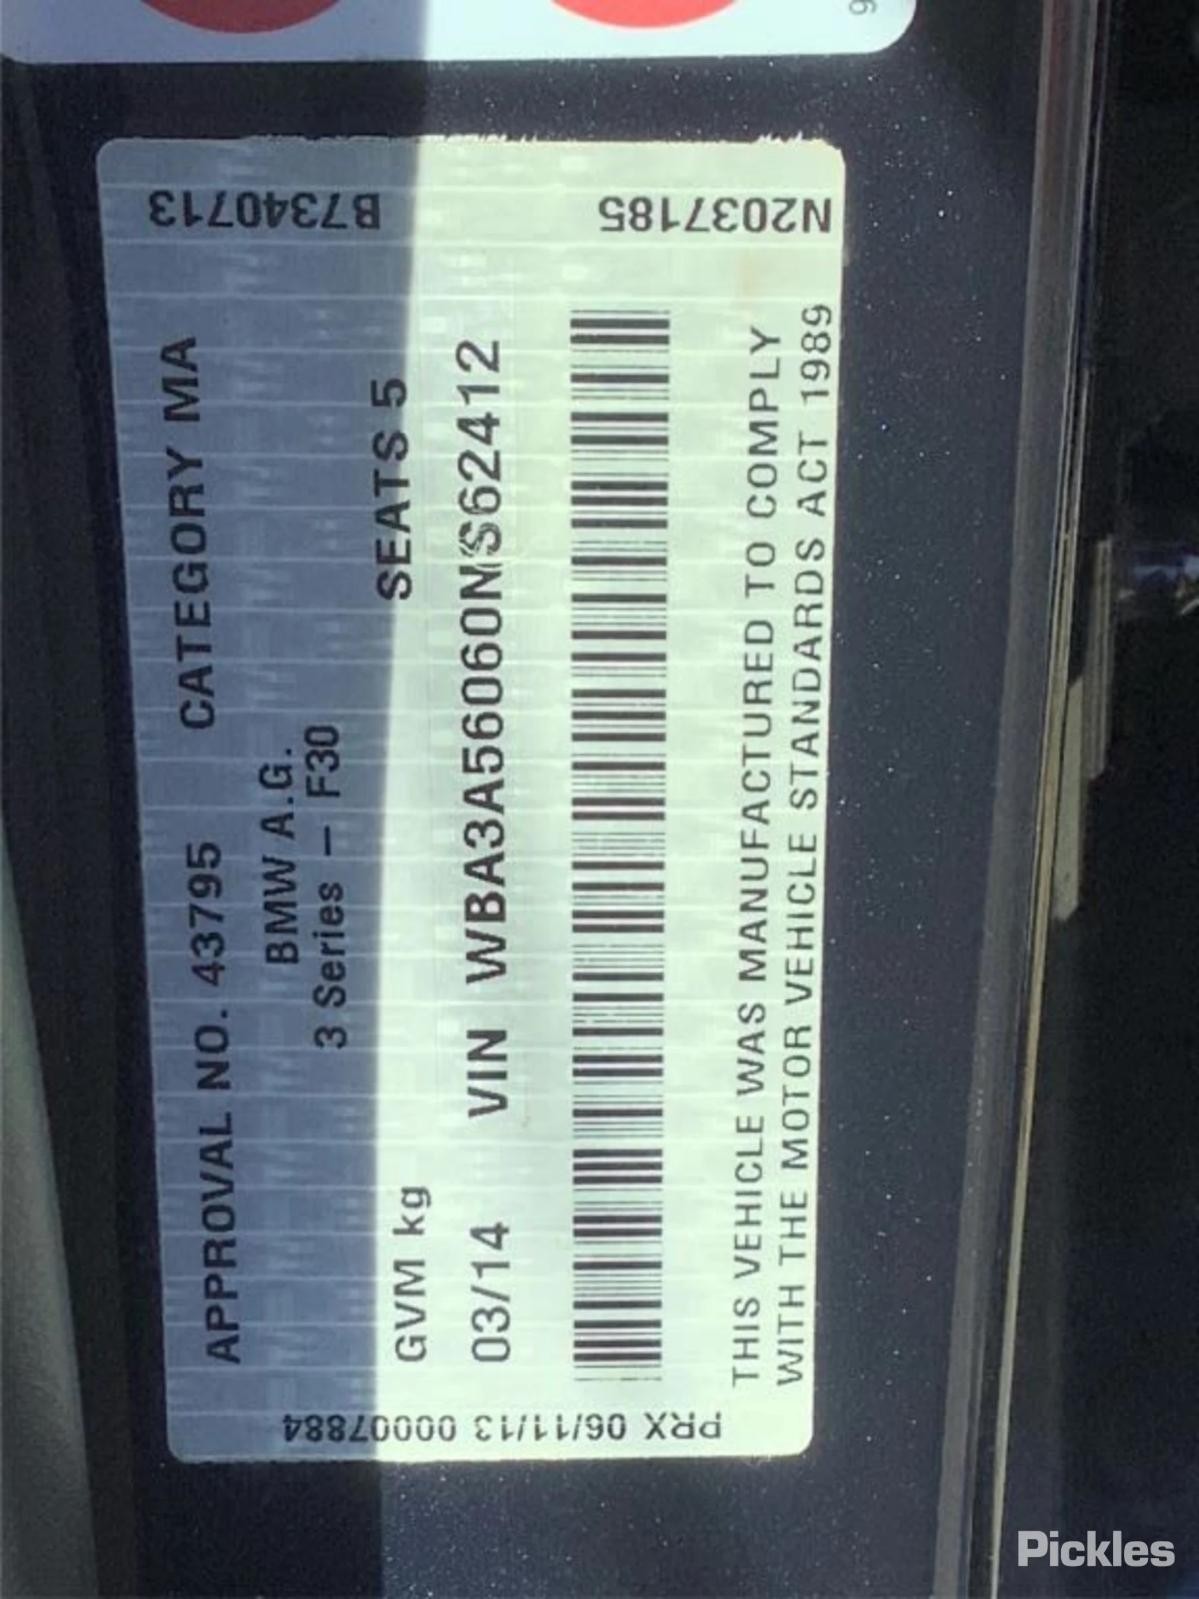 APPROVAL NO. 43795 CATEGORY MA
BMW A.G.
3 Series – F30
GVM kg SEATS 5
03/14 VIN WBA3A56060NS62412
THIS VEHICLE WAS MANUFACTURED TO COMPLY
WITH THE MOTOR VEHICLE STANDARDS ACT 1989
B7340713
N2037185
PRX 06/11/13 00007884
Pickles